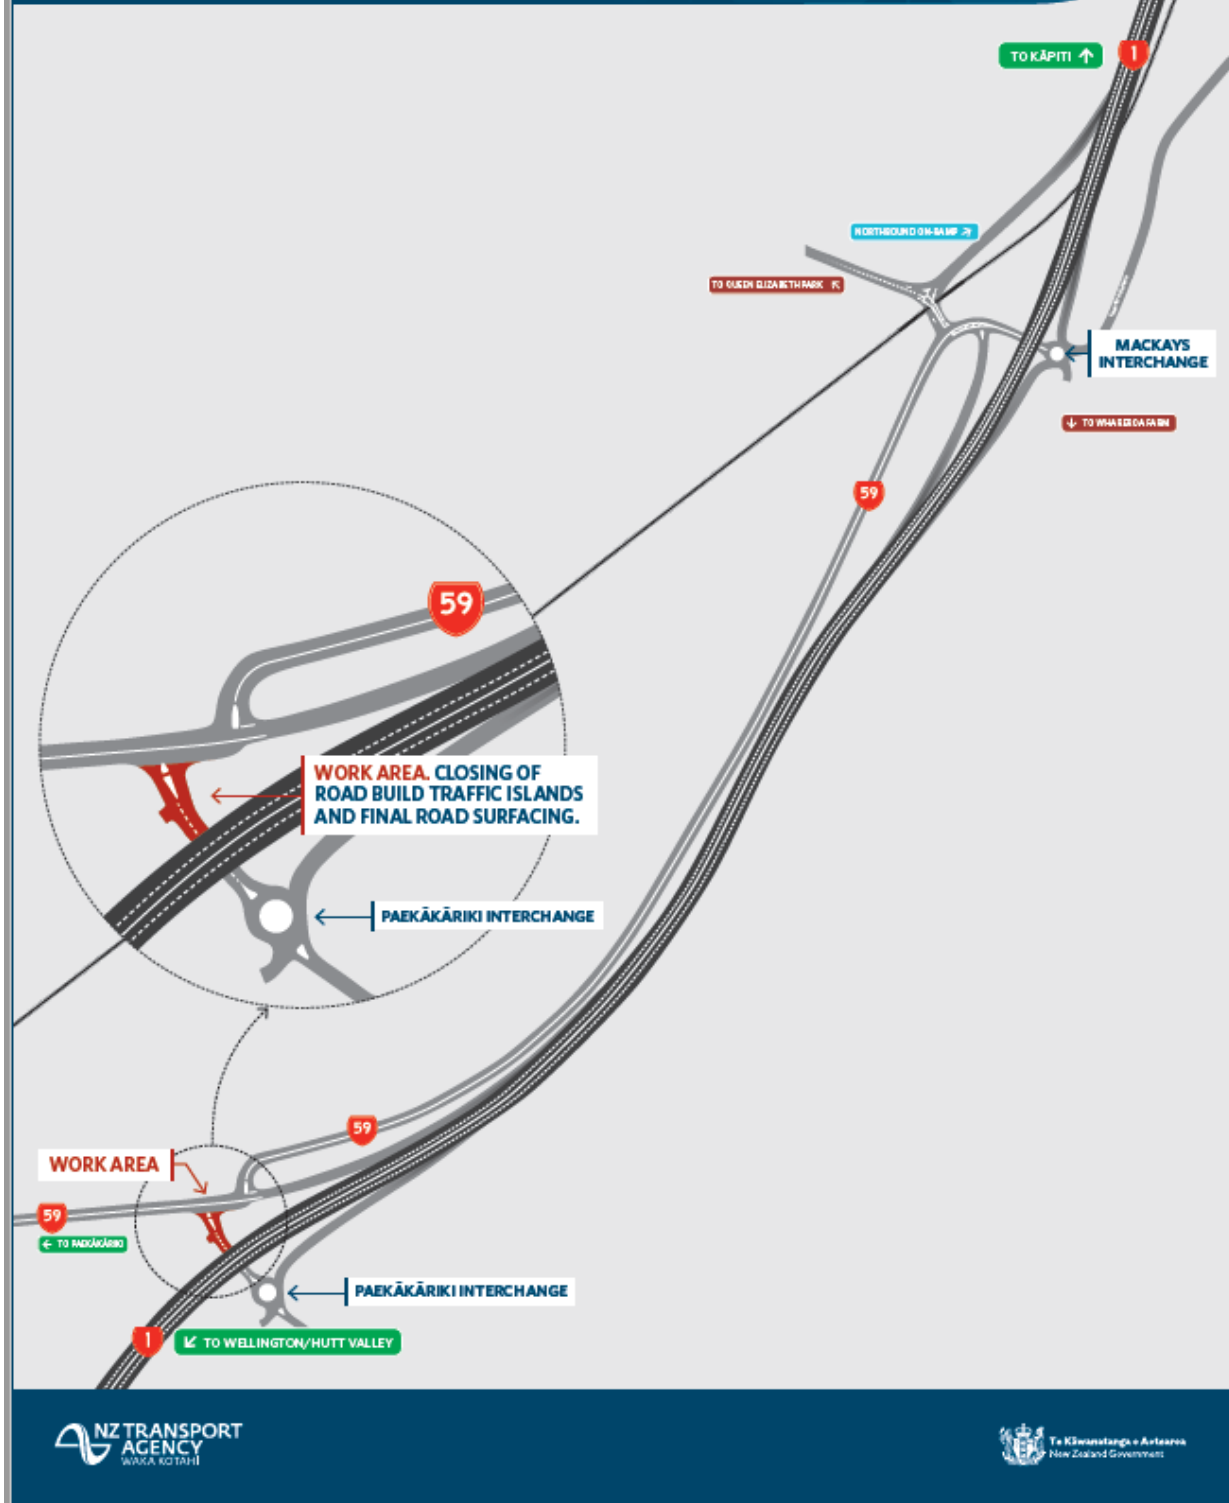 TO KĀPITI ↑
1
NORTHBOUND ON-RAMP
TO QUEEN ELIZABETH PARK
MACKAYS
INTERCHANGE
↓ TO WHAREROA FARM
59
59
WORK AREA. CLOSING OF
ROAD BUILD TRAFFIC ISLANDS
AND FINAL ROAD SURFACING.
PAEKĀKĀRIKI INTERCHANGE
59
WORK AREA
59
← TO PAEKĀKĀRIKI
PAEKĀKĀRIKI INTERCHANGE
1
↙ TO WELLINGTON/HUTT VALLEY
NZ TRANSPORT
AGENCY
WAKA KOTAHI
Te Kāwanatanga o Aotearoa
New Zealand Government